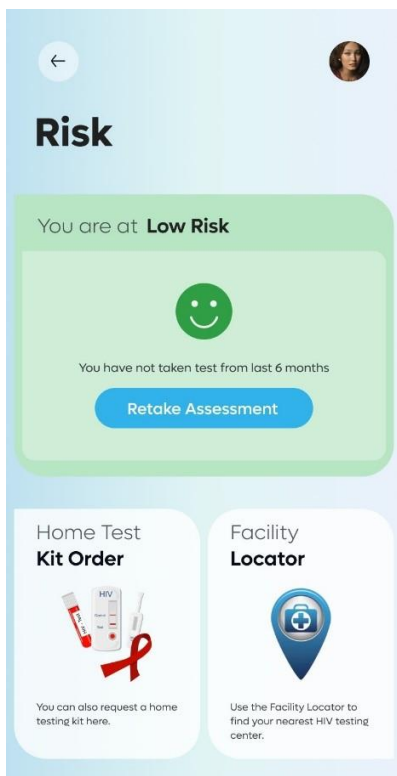 Risk
You are at Low Risk
You have not taken test from last 6 months
Retake Assessment
Home Test
Kit Order
HIV
You can also request a home
testing kit here.
Facility
Locator
Use the Facility Locator to
find your nearest HIV testing
center.